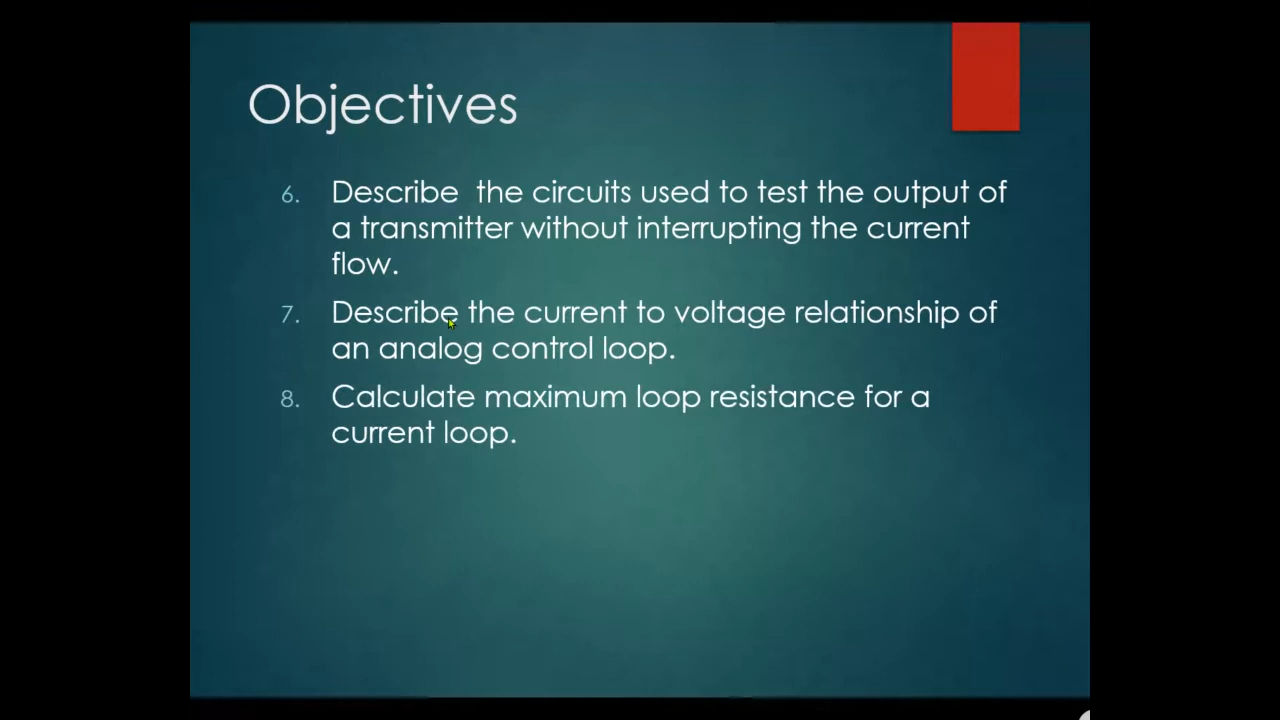 Objectives
6. Describe  the circuits used to test the output of
a transmitter without interrupting the current
flow.
7. Describe the current to voltage relationship of
an analog control loop.
8. Calculate maximum loop resistance for a
current loop.